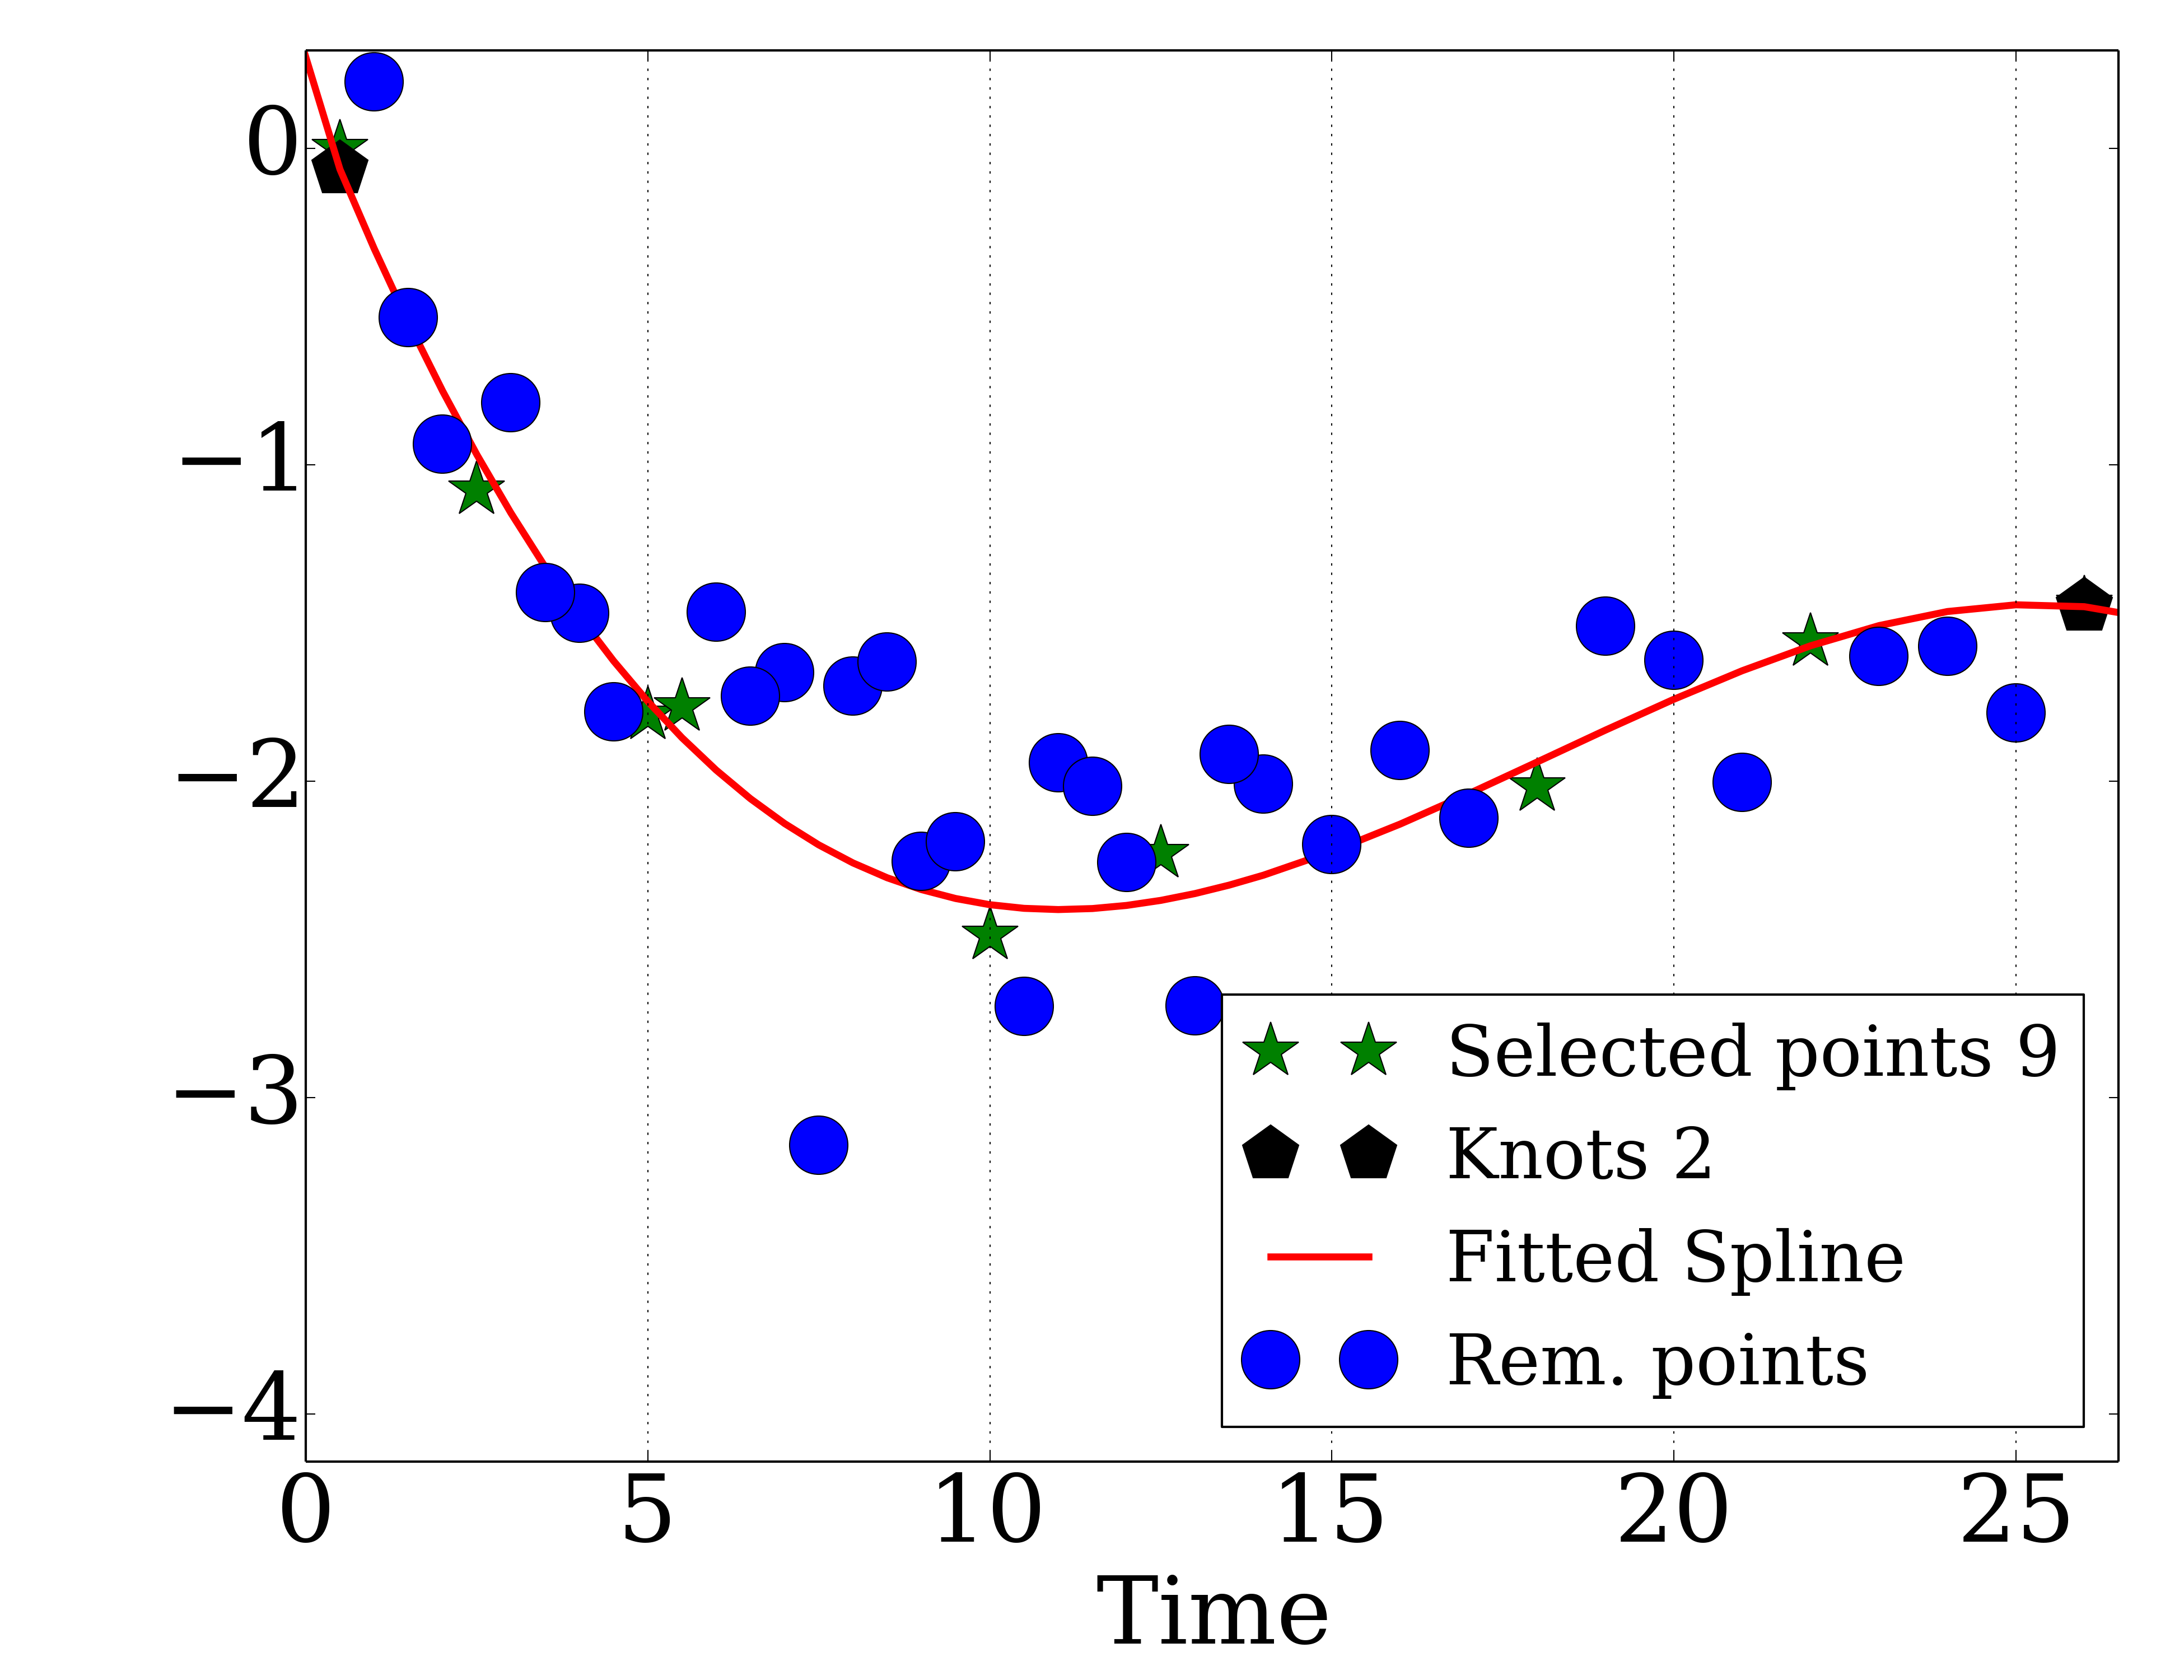 0
−1
−2
−3
−4
0 5 10 15 20 25
Time
Selected points 9
Knots 2
Fitted Spline
Rem. points